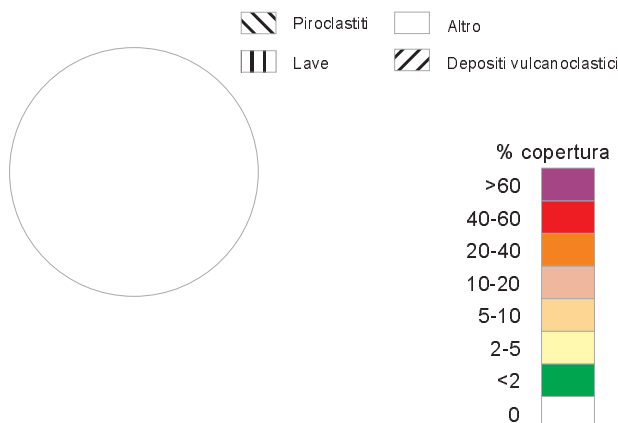 Piroclastiti
Altro
Lave
Depositi vulcanoclastici
% copertura
>60
40-60
20-40
10-20
5-10
2-5
<2
0